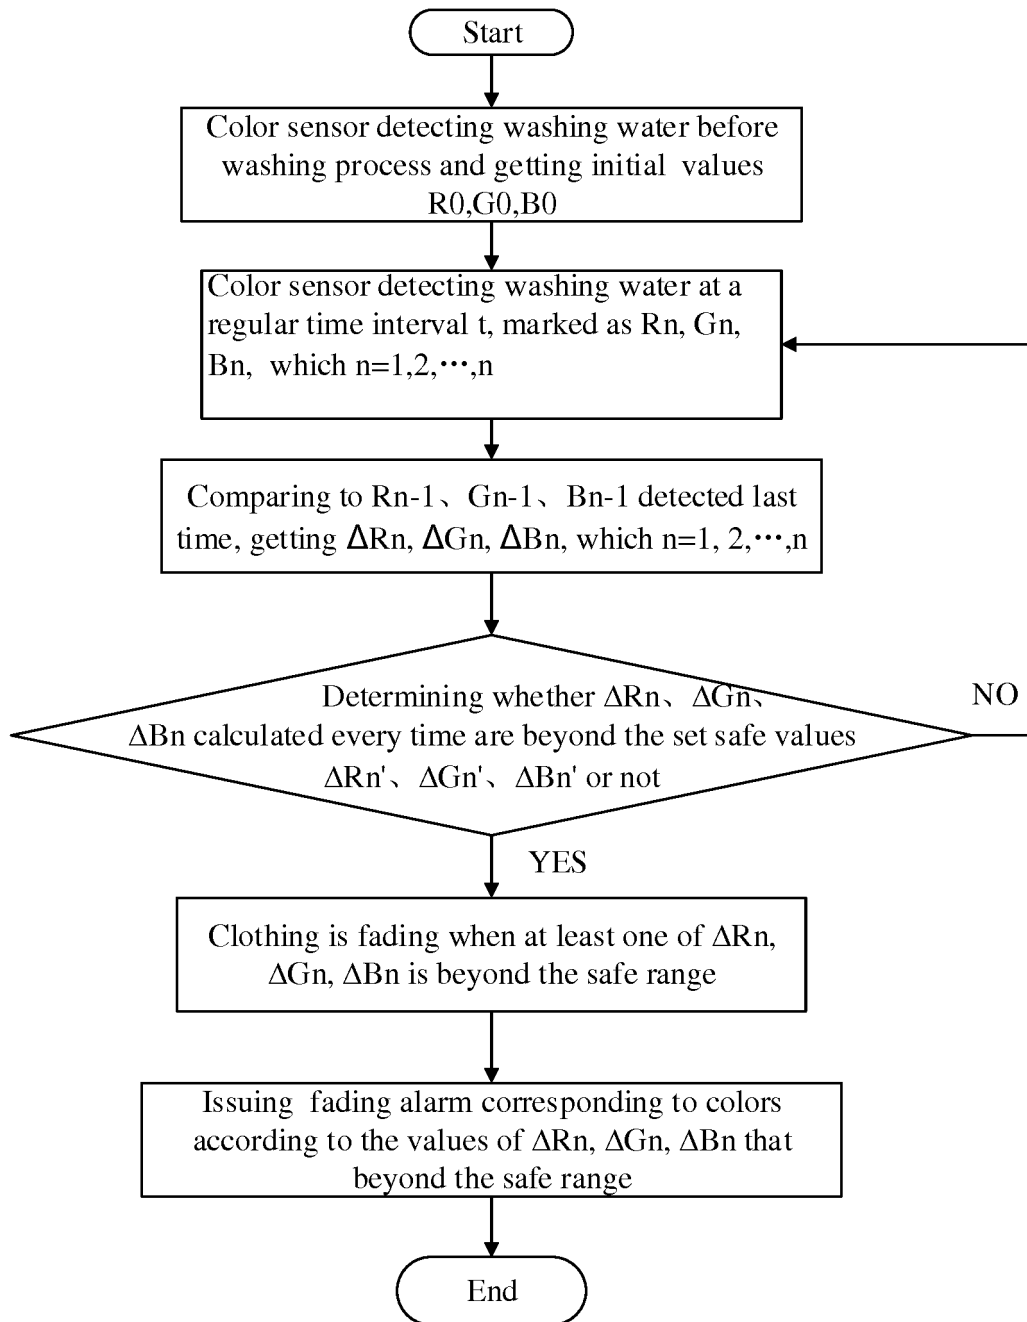 Start
Color sensor detecting washing water before
washing process and getting initial values
R0,G0,B0
Color sensor detecting washing water at a
regular time interval t, marked as Rn, Gn,
Bn, which n=1,2,⋯,n
Comparing to Rn-1、Gn-1、Bn-1 detected last
time, getting ΔRn, ΔGn, ΔBn, which n=1, 2,⋯,n
Determining whether ΔRn、ΔGn、
ΔBn calculated every time are beyond the set safe values
ΔRn'、ΔGn'、ΔBn' or not
NO
YES
Clothing is fading when at least one of ΔRn,
ΔGn, ΔBn is beyond the safe range
Issuing fading alarm corresponding to colors
according to the values of ΔRn, ΔGn, ΔBn that
beyond the safe range
End